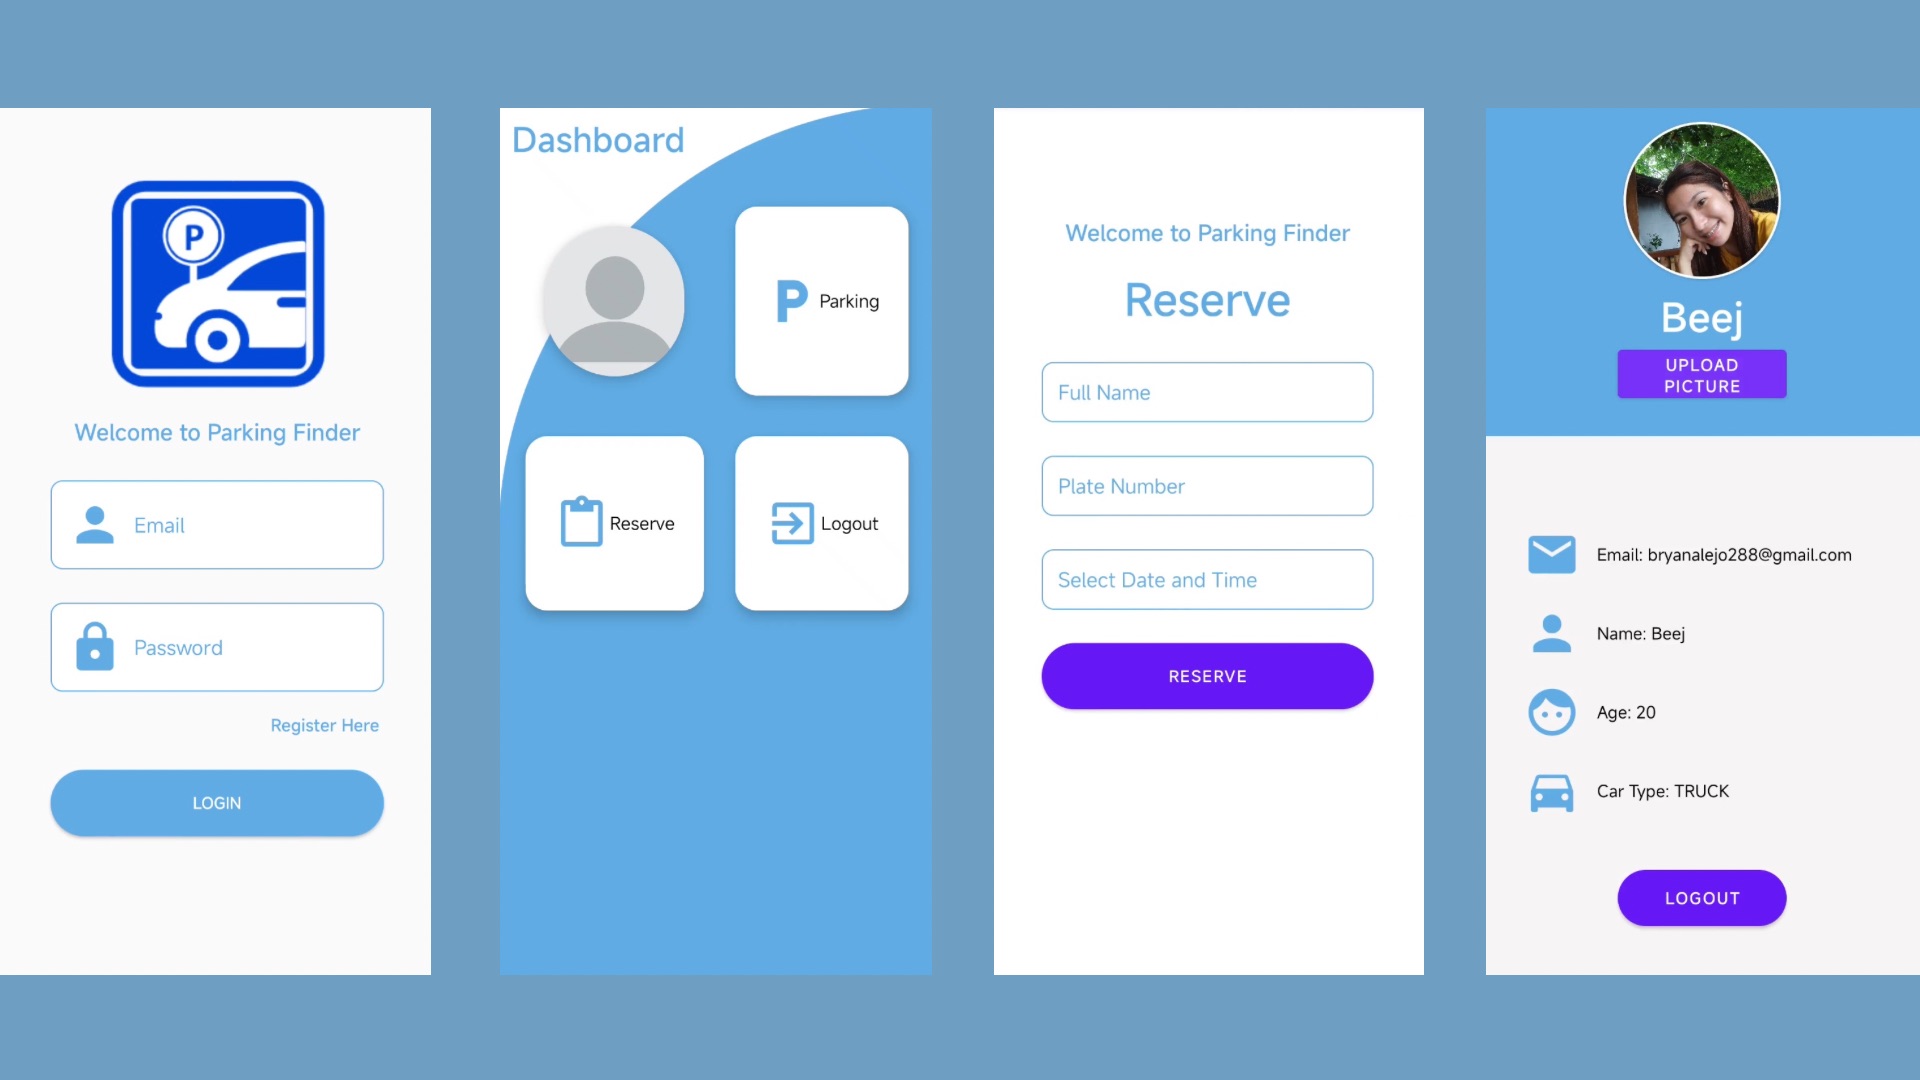 P
Welcome to Parking Finder
Email
Password
Register Here
LOGIN
Dashboard
P Parking
Reserve
Logout
Welcome to Parking Finder
Reserve
Full Name
Plate Number
Select Date and Time
RESERVE
Beej
UPLOAD
PICTURE
Email: bryanalejo288@gmail.com
Name: Beej
Age: 20
Car Type: TRUCK
LOGOUT